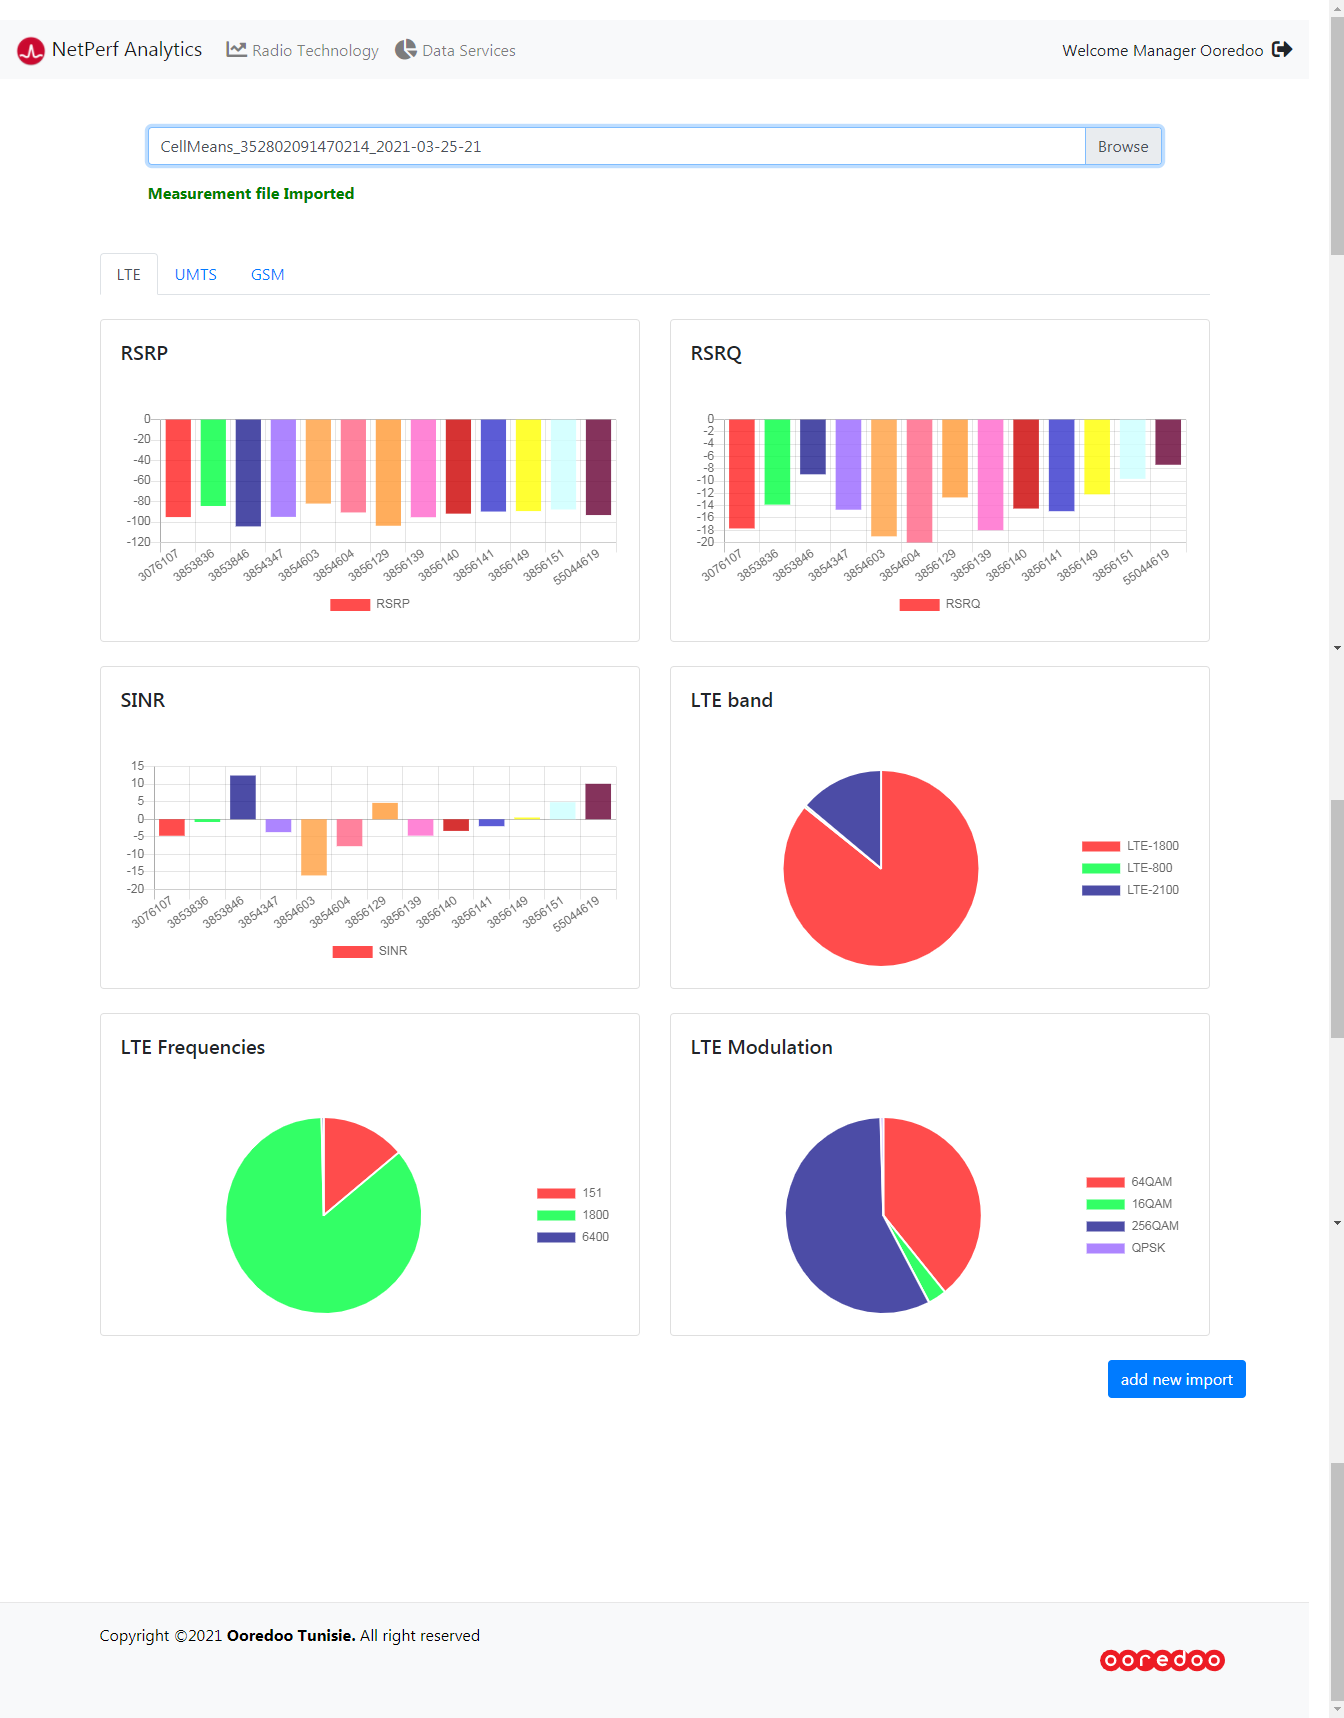 NetPerf Analytics Radio Technology Data Services Welcome Manager Ooredoo
CellMeans_352802091470214_2021-03-25-21 Browse
Measurement file Imported
LTE UMTS GSM
RSRP
0
-20
-40
-60
-80
-100
-120
3076107 3853836 3853846 3854347 3854603 3854604 3856129 3856139 3856140 3856141 3856149 3856151 55044619
RSRP
RSRQ
0
-2
-4
-6
-8
-10
-12
-14
-16
-18
-20
3076107 3853836 3853846 3854347 3854603 3854604 3856129 3856139 3856140 3856141 3856149 3856151 55044619
RSRQ
SINR
15
10
5
0
-5
-10
-15
-20
3076107 3853836 3853846 3854347 3854603 3854604 3856129 3856139 3856140 3856141 3856149 3856151 55044619
SINR
LTE band
LTE-1800
LTE-800
LTE-2100
LTE Frequencies
151
1800
6400
LTE Modulation
64QAM
16QAM
256QAM
QPSK
add new import
Copyright ©2021 Ooredoo Tunisie. All right reserved
ooredoo